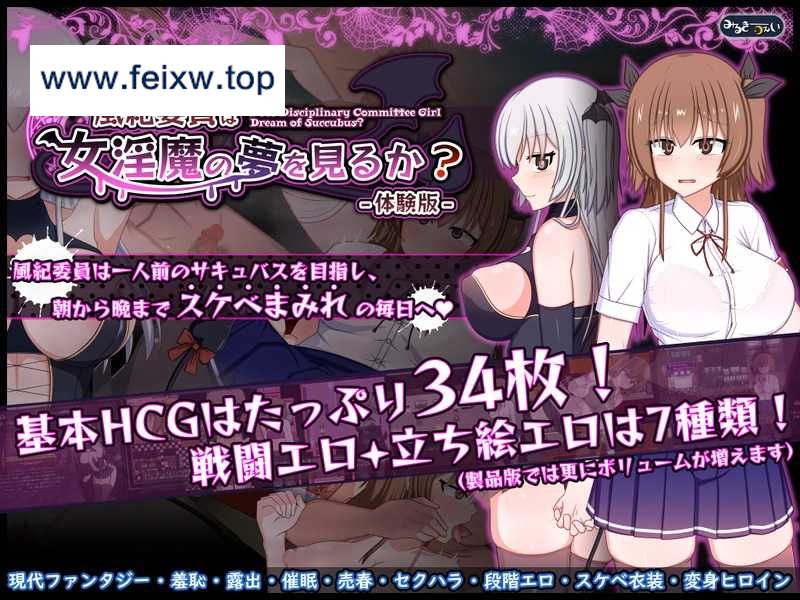 みるきーうぇい
www.feixw.top
風紀委員は
Disciplinary Committee Girl
Dream of Succubus?
女淫魔の夢を見るか？
-体験版-
風紀委員は一人前のサキュバスを目指し、
朝から晩まで スケベまみれ の毎日へ♥
基本HCGはたっぷり34枚！
戦闘エロ+立ち絵エロは7種類！
(製品版では更にボリュームが増えます)
現代ファンタジー・羞恥・露出・催眠・売春・セクハラ・段階エロ・スケベ衣装・変身ヒロイン